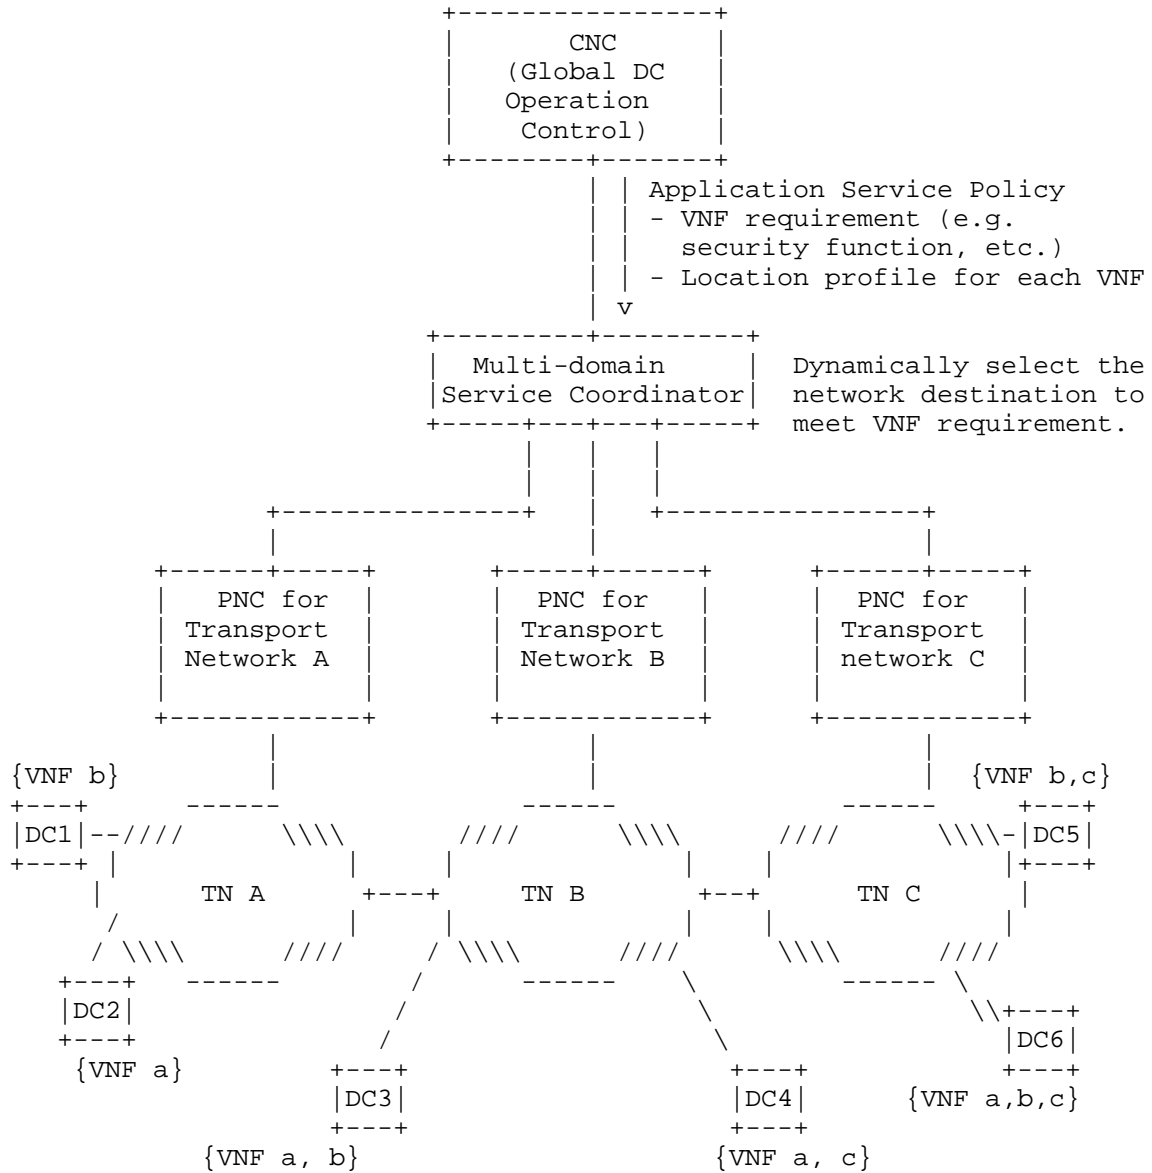 CNC
(Global DC
Operation
Control)
Application Service Policy
- VNF requirement (e.g.
security function, etc.)
- Location profile for each VNF
v
Multi-domain
Service Coordinator
Dynamically select the
network destination to
meet VNF requirement.
PNC for
Transport
Network A
PNC for
Transport
Network B
PNC for
Transport
network C
{VNF b}
{VNF b,c}
DC1
DC5
TN A
TN B
TN C
DC2
DC6
{VNF a}
DC3
DC4
{VNF a,b,c}
{VNF a, b}
{VNF a, c}